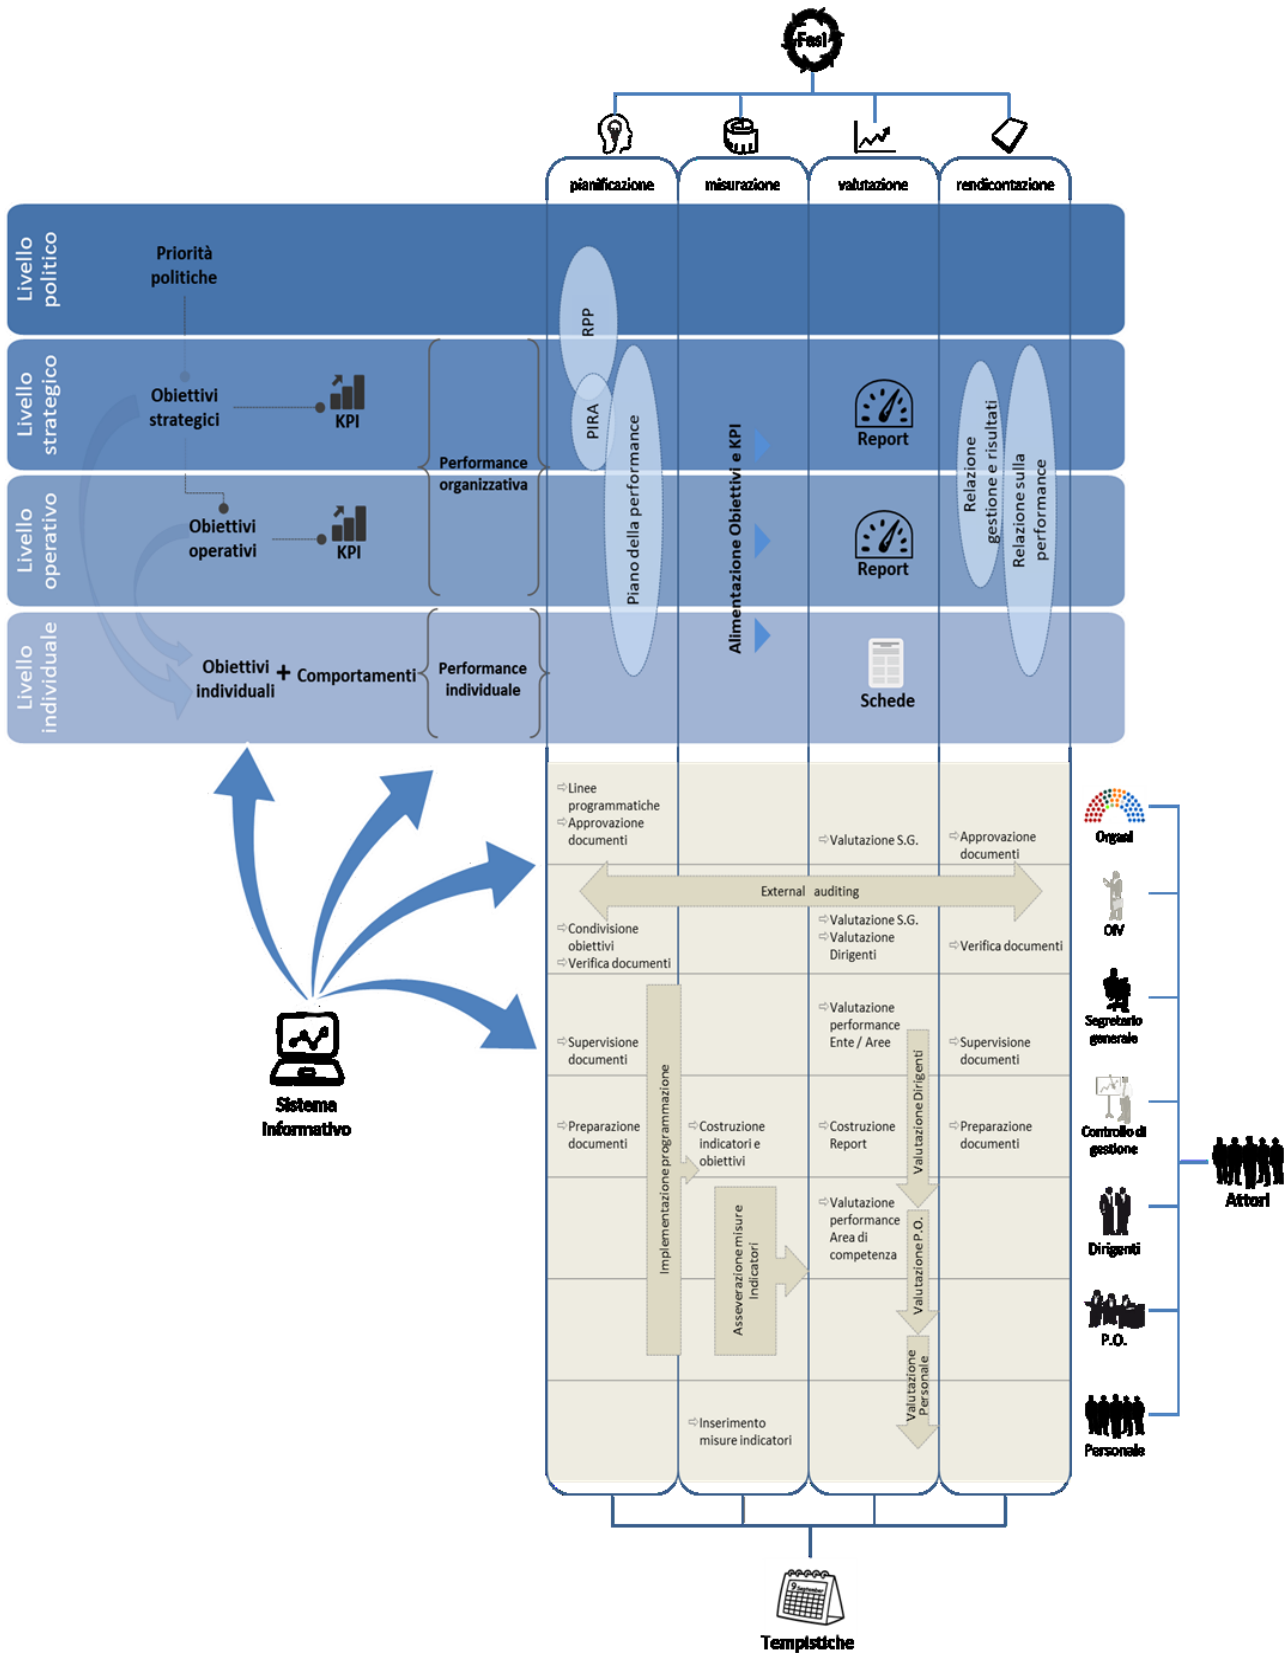 Fasi
pianificazione
misurazione
valutazione
rendicontazione
Livello
politico
Priorità
politiche
RPP
Livello
strategico
Obiettivi
strategici
KPI
Performance
organizzativa
PIRA
Piano della performance
Alimentazione Obiettivi e KPI
Report
Relazione
gestione e risultati
Relazione sulla
performance
Livello
operativo
Obiettivi
operativi
KPI
Report
Livello
individuale
Obiettivi
individuali
+
Comportamenti
Performance
individuale
Schede
Linee
programmatiche
Approvazione
documenti
Valutazione S.G.
Approvazione
documenti
Organi
External auditing
Condivisione
obiettivi
Verifica documenti
Valutazione S.G.
Valutazione
Dirigenti
Verifica documenti
OIV
Supervisione
documenti
Valutazione
performance
Ente / Aree
Supervisione
documenti
Segretario
generale
Sistema
Informativo
Implementazione programmazione
Preparazione
documenti
Costruzione
indicatori e
obiettivi
Costruzione
Report
Valutazione Dirigenti
Preparazione
documenti
Controllo di
gestione
Attori
Asseverazione misure
Indicatori
Valutazione
performance
Area di
competenza
Valutazione P.O.
Dirigenti
P.O.
Valutazione
Personale
Inserimento
misure indicatori
Personale
9 September
Tempistiche